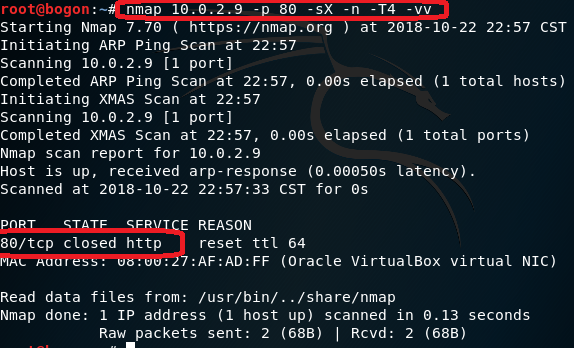 root@bogon:~# nmap 10.0.2.9 -p 80 -sX -n -T4 -vv
Starting Nmap 7.70 ( https://nmap.org ) at 2018-10-22 22:57 CST
Initiating ARP Ping Scan at 22:57
Scanning 10.0.2.9 [1 port]
Completed ARP Ping Scan at 22:57, 0.00s elapsed (1 total hosts)
Initiating XMAS Scan at 22:57
Scanning 10.0.2.9 [1 port]
Completed XMAS Scan at 22:57, 0.00s elapsed (1 total ports)
Nmap scan report for 10.0.2.9
Host is up, received arp-response (0.00050s latency).
Scanned at 2018-10-22 22:57:33 CST for 0s
PORT   STATE  SERVICE REASON
80/tcp closed http    reset ttl 64
MAC Address: 08:00:27:AF:AD:FF (Oracle VirtualBox virtual NIC)
Read data files from: /usr/bin/../share/nmap
Nmap done: 1 IP address (1 host up) scanned in 0.13 seconds
           Raw packets sent: 2 (68B) | Rcvd: 2 (68B)